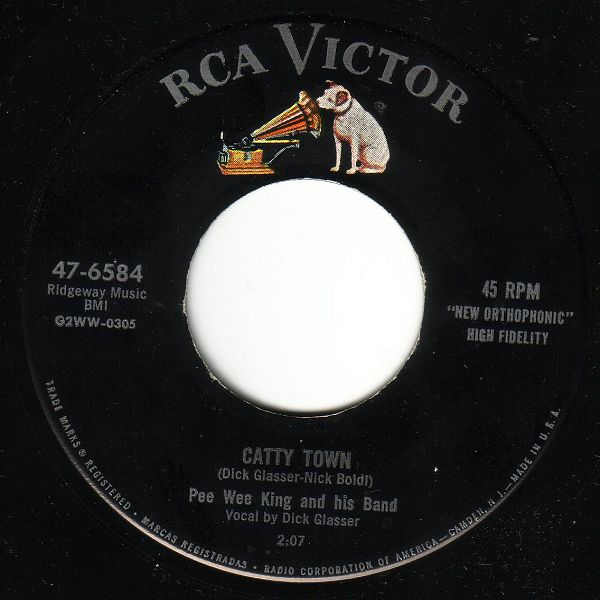 RCA VICTOR
47-6584
Ridgeway Music
BMI
G2WW-0305
45 RPM
"NEW ORTHOPHONIC"
HIGH FIDELITY
CATTY TOWN
(Dick Glasser-Nick Boldi)
Pee Wee King and his Band
Vocal by Dick Glasser
2:07
TRADE MARKS ® REGISTERED • MARCAS REGISTRADAS • RADIO CORPORATION OF AMERICA—CAMDEN, N. J.—MADE IN U.S.A.